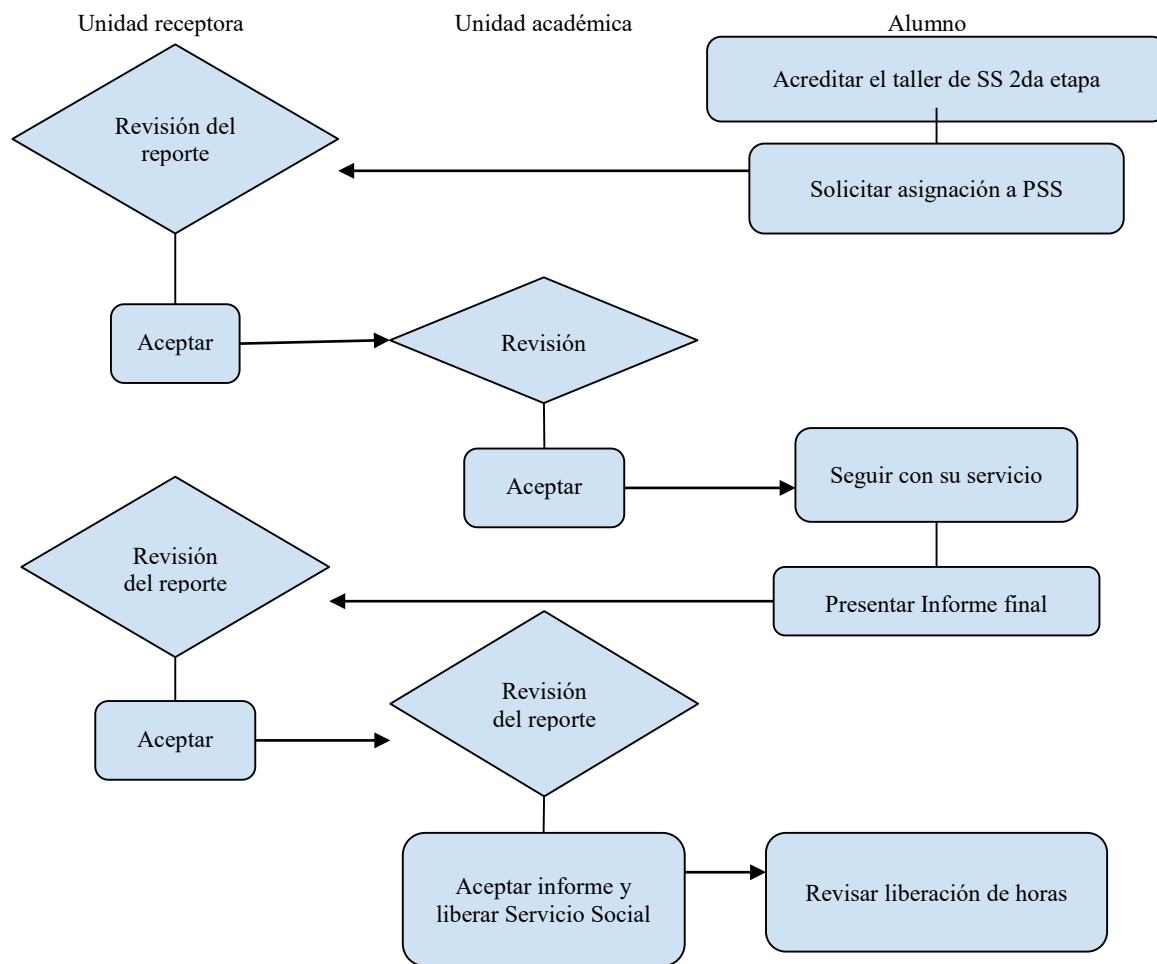 Unidad receptora
Unidad académica
Alumno
Acreditar el taller de SS 2da etapa
Revisión del
reporte
Solicitar asignación a PSS
Aceptar
Revisión
Aceptar
Seguir con su servicio
Revisión
del reporte
Presentar Informe final
Aceptar
Revisión
del reporte
Aceptar informe y
liberar Servicio Social
Revisar liberación de horas